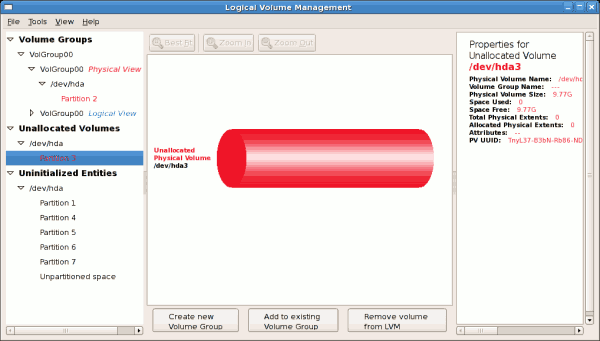 Logical Volume Management
File Tools View Help
Volume Groups
VolGroup00
VolGroup00 Physical View
/dev/hda
Partition 2
VolGroup00 Logical View
Unallocated Volumes
/dev/hda
Partition 3
Uninitialized Entities
/dev/hda
Partition 1
Partition 4
Partition 5
Partition 6
Partition 7
Unpartitioned space
Best Fit Zoom In Zoom Out
Unallocated
Physical Volume
/dev/hda3
Create new
Volume Group
Add to existing
Volume Group
Remove volume
from LVM
Properties for
Unallocated Volume
/dev/hda3
Physical Volume Name: /dev/hc
Volume Group Name: ---
Physical Volume Size: 9.77G
Space Used: 0
Space Free: 9.77G
Total Physical Extents: 0
Allocated Physical Extents: 0
Attributes: --
PV UUID: TnyL37-83bN-Rb86-ND